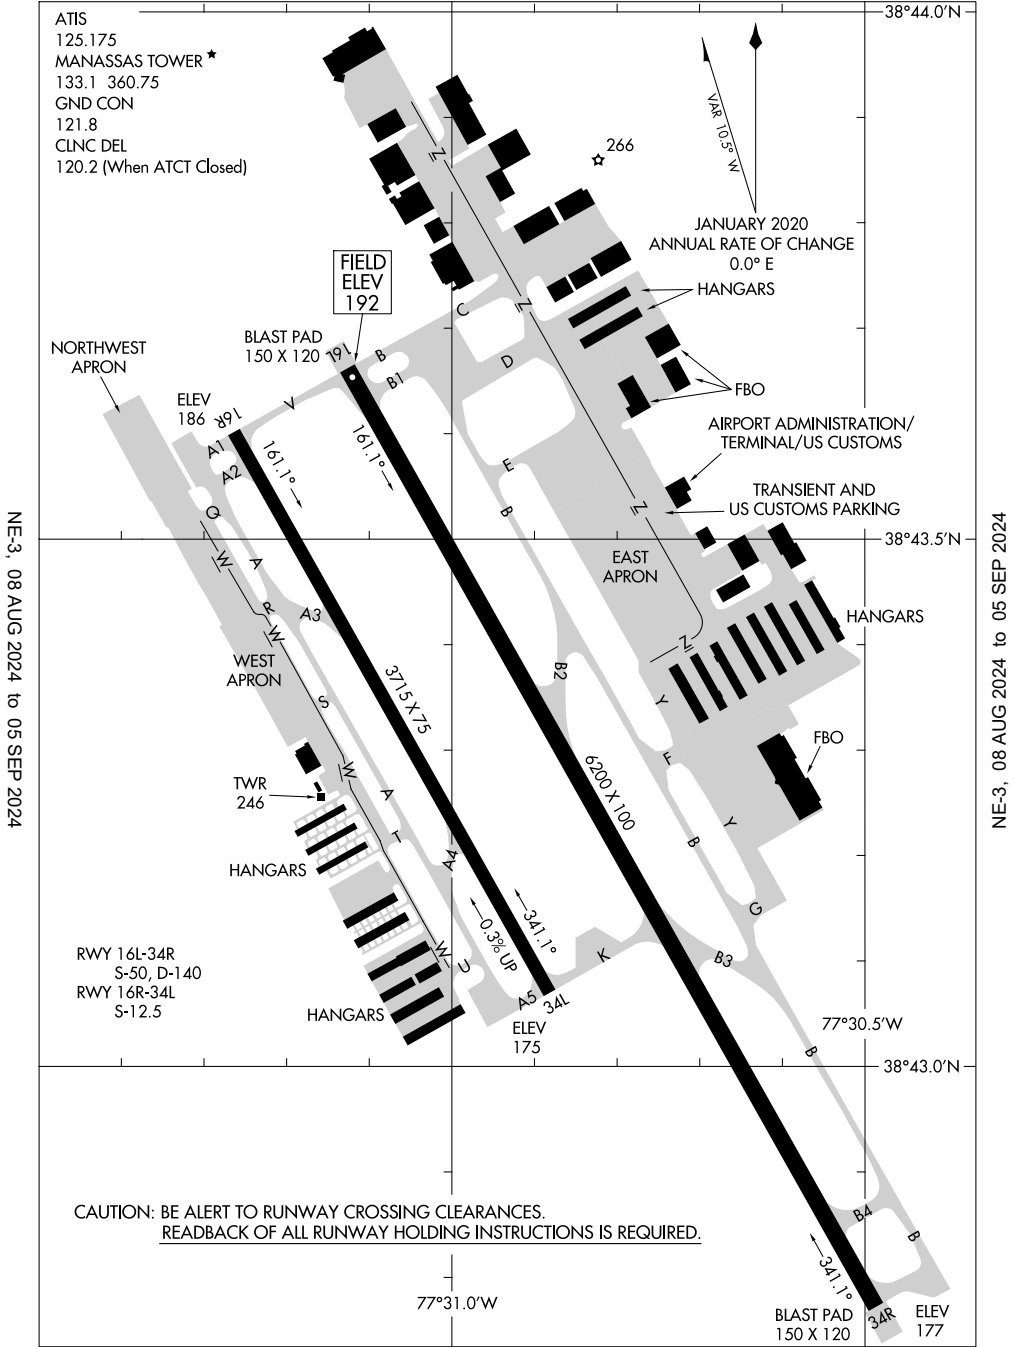 ATIS
125.175
MANASSAS TOWER
133.1 360.75
GND CON
121.8
CLNC DEL
120.2 (When ATCT Closed)
38°44.0'N
VAR 10.5° W
266
JANUARY 2020
ANNUAL RATE OF CHANGE
0.0° E
Z
FIELD
ELEV
192
HANGARS
Z
C
BLAST PAD
150 X 120
16L
B
B1
D
NORTHWEST
APRON
FBO
ELEV
186
16R
V
AIRPORT ADMINISTRATION/
TERMINAL/US CUSTOMS
A1
A2
161.1°
161.1°
E
B
Z
TRANSIENT AND
US CUSTOMS PARKING
Q
W
A
38°43.5'N
EAST
APRON
R
W
A3
HANGARS
Z
WEST
APRON
S
3715 X 75
B2
Y
W
A
TWR
246
6200 X 100
F
FBO
T
HANGARS
A4
B
Y
G
RWY 16L-34R
S-50, D-140
RWY 16R-34L
S-12.5
W
U
0.3% UP
341.1°
K
B3
A5
34L
HANGARS
ELEV
175
77°30.5'W
B
38°43.0'N
CAUTION: BE ALERT TO RUNWAY CROSSING CLEARANCES.
READBACK OF ALL RUNWAY HOLDING INSTRUCTIONS IS REQUIRED.
B4
B
341.1°
77°31.0'W
BLAST PAD
150 X 120
34R
ELEV
177
NE-3, 08 AUG 2024 to 05 SEP 2024
NE-3, 08 AUG 2024 to 05 SEP 2024